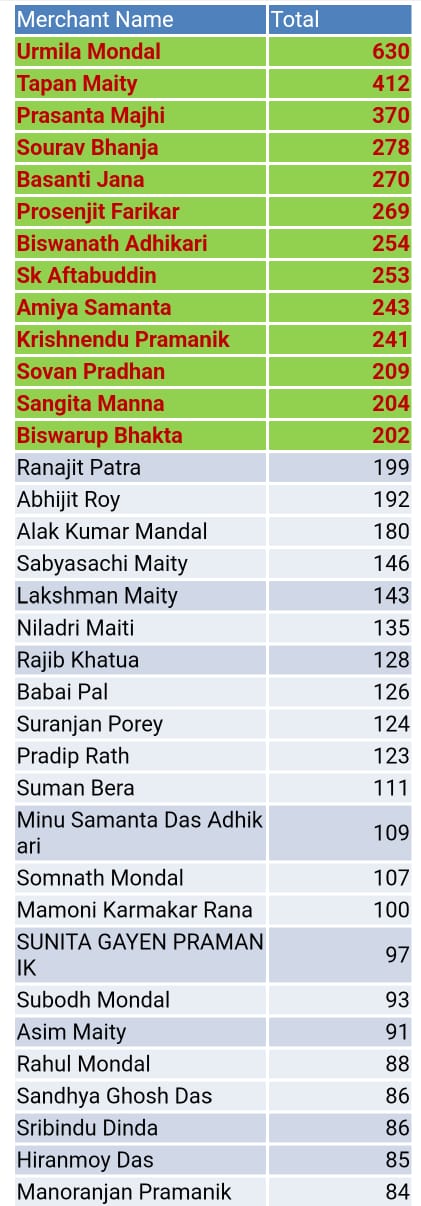 Merchant Name Total
Urmila Mondal 630
Tapan Maity 412
Prasanta Majhi 370
Sourav Bhanja 278
Basanti Jana 270
Prosenjit Farikar 269
Biswanath Adhikari 254
Sk Aftabuddin 253
Amiya Samanta 243
Krishnendu Pramanik 241
Sovan Pradhan 209
Sangita Manna 204
Biswarup Bhakta 202
Ranajit Patra 199
Abhijit Roy 192
Alak Kumar Mandal 180
Sabyasachi Maity 146
Lakshman Maity 143
Niladri Maiti 135
Rajib Khatua 128
Babai Pal 126
Suranjan Porey 124
Pradip Rath 123
Suman Bera 111
Minu Samanta Das Adhik
ari 109
Somnath Mondal 107
Mamoni Karmakar Rana 100
SUNITA GAYEN PRAMAN
IK 97
Subodh Mondal 93
Asim Maity 91
Rahul Mondal 88
Sandhya Ghosh Das 86
Sribindu Dinda 86
Hiranmoy Das 85
Manoranjan Pramanik 84